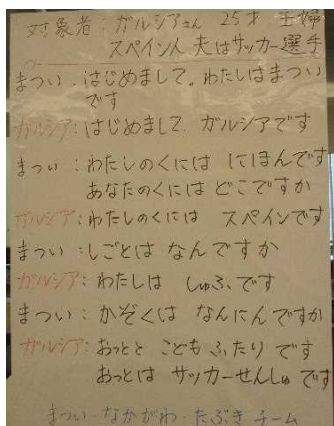 対象者：ガルシアさん 25才 主婦
スペイン人 夫はサッカー選手
まつい：はじめまして。わたしはまつい
です
ガルシア：はじめまして ガルシアです
まつい：わたしのくには にほんです
あなたのくには どこですか
ガルシア：わたしのくには スペインです
まつい：しごとは なんですか
ガルシア：わたしは しゅふです
まつい：かぞくは なんにんですか
ガルシア：おっとと こどもふたり です
おっとは サッカーせんしゅです
まつい・なかがわ・たぶき チーム